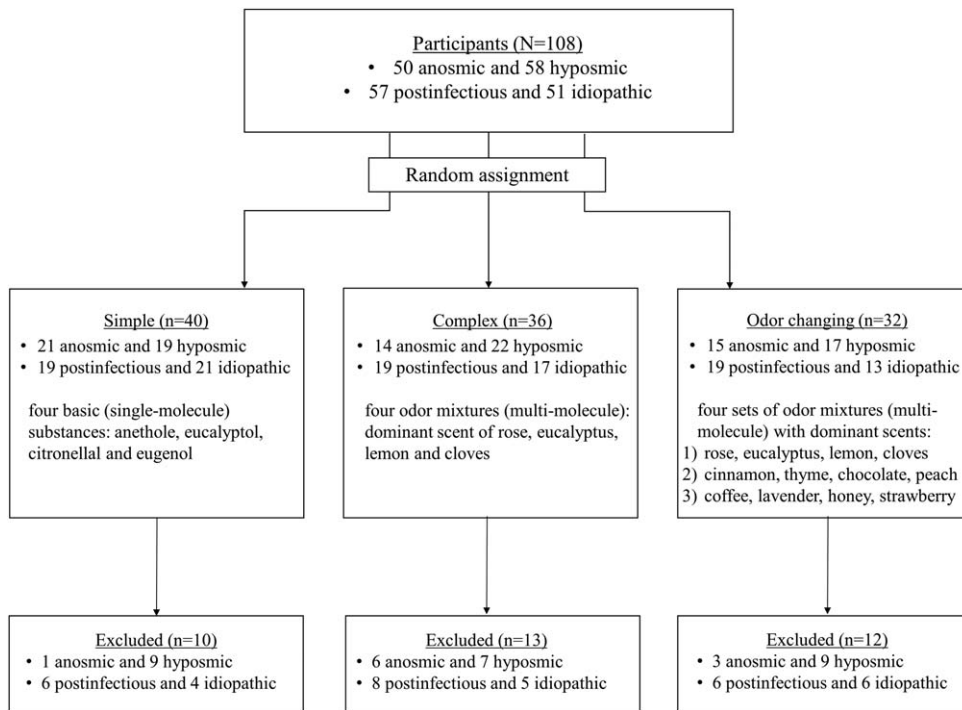 Participants (N=108)
• 50 anosmic and 58 hyposmic
• 57 postinfectious and 51 idiopathic
Random assignment
Simple (n=40)
• 21 anosmic and 19 hyposmic
• 19 postinfectious and 21 idiopathic
four basic (single-molecule)
substances: anethole, eucalyptol,
citronellal and eugenol
Complex (n=36)
• 14 anosmic and 22 hyposmic
• 19 postinfectious and 17 idiopathic
four odor mixtures (multi-molecule):
dominant scent of rose, eucalyptus,
lemon and cloves
Odor changing (n=32)
• 15 anosmic and 17 hyposmic
• 19 postinfectious and 13 idiopathic
four sets of odor mixtures (multi-
molecule) with dominant scents:
1) rose, eucalyptus, lemon, cloves
2) cinnamon, thyme, chocolate, peach
3) coffee, lavender, honey, strawberry
Excluded (n=10)
• 1 anosmic and 9 hyposmic
• 6 postinfectious and 4 idiopathic
Excluded (n=13)
• 6 anosmic and 7 hyposmic
• 8 postinfectious and 5 idiopathic
Excluded (n=12)
• 3 anosmic and 9 hyposmic
• 6 postinfectious and 6 idiopathic